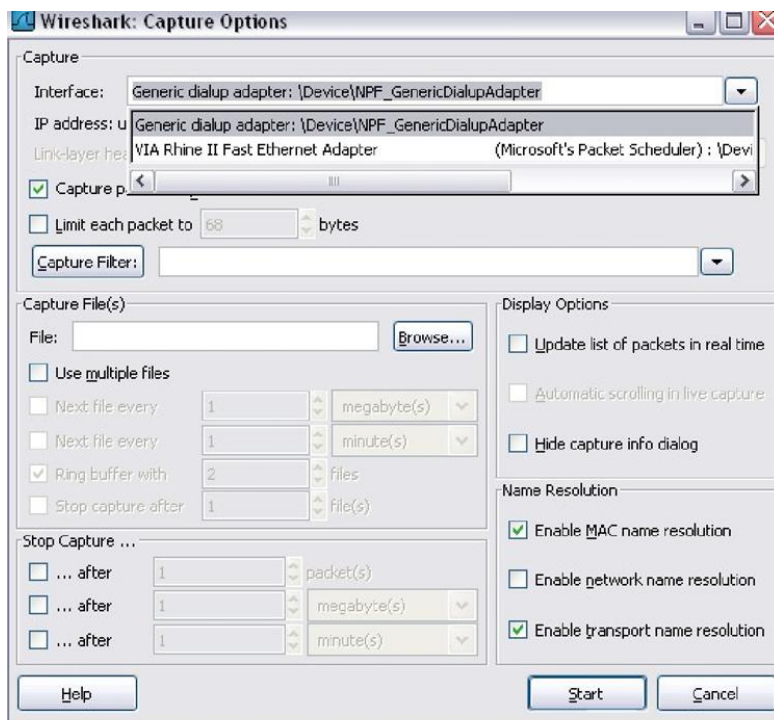 Wireshark: Capture Options
Capture
Interface: Generic dialup adapter: \Device\NPF_GenericDialupAdapter
Generic dialup adapter: \Device\NPF_GenericDialupAdapter
VIA Rhine II Fast Ethernet Adapter (Microsoft's Packet Scheduler) : \Devi
IP address: u
Link-layer hea
Capture p
Limit each packet to 68 bytes
Capture Filter:
Capture File(s)
File: Browse...
Use multiple files
Next file every 1 megabyte(s)
Next file every 1 minute(s)
Ring buffer with 2 files
Stop capture after 1 file(s)
Stop Capture ...
... after 1 packet(s)
... after 1 megabyte(s)
... after 1 minute(s)
Display Options
Update list of packets in real time
Automatic scrolling in live capture
Hide capture info dialog
Name Resolution
Enable MAC name resolution
Enable network name resolution
Enable transport name resolution
Help Start Cancel